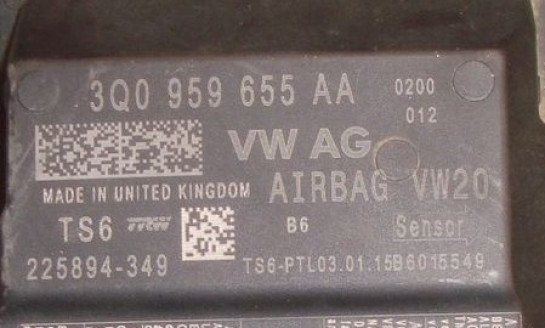 3Q0 959 655 AA 0200
012
VW AG
MADE IN UNITED KINGDOM AIRBAG VW20
TS6 TRW B6 Sensor
225894-349 TS6-PTL03.01.15B6015549